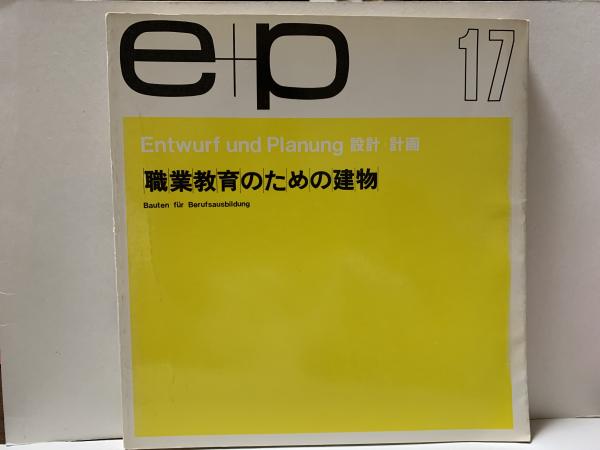 e+p
17
Entwurf und Planung 設計・計画
職業教育のための建物
Bauten für Berufsausbildung